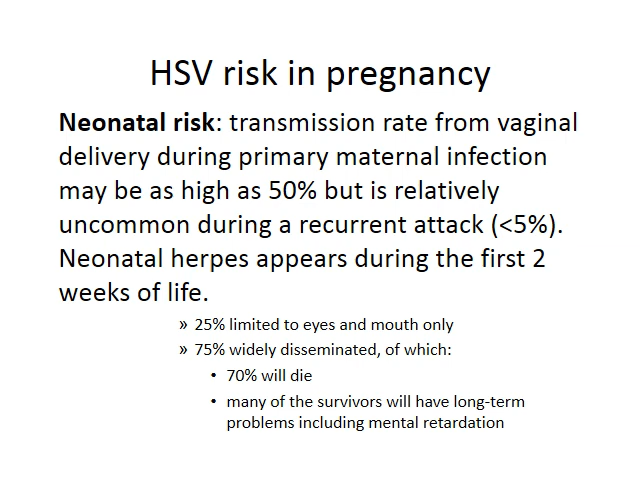 HSV risk in pregnancy
Neonatal risk: transmission rate from vaginal
delivery during primary maternal infection
may be as high as 50% but is relatively
uncommon during a recurrent attack (<5%).
Neonatal herpes appears during the first 2
weeks of life.
» 25% limited to eyes and mouth only
» 75% widely disseminated, of which:
• 70% will die
• many of the survivors will have long-term
problems including mental retardation